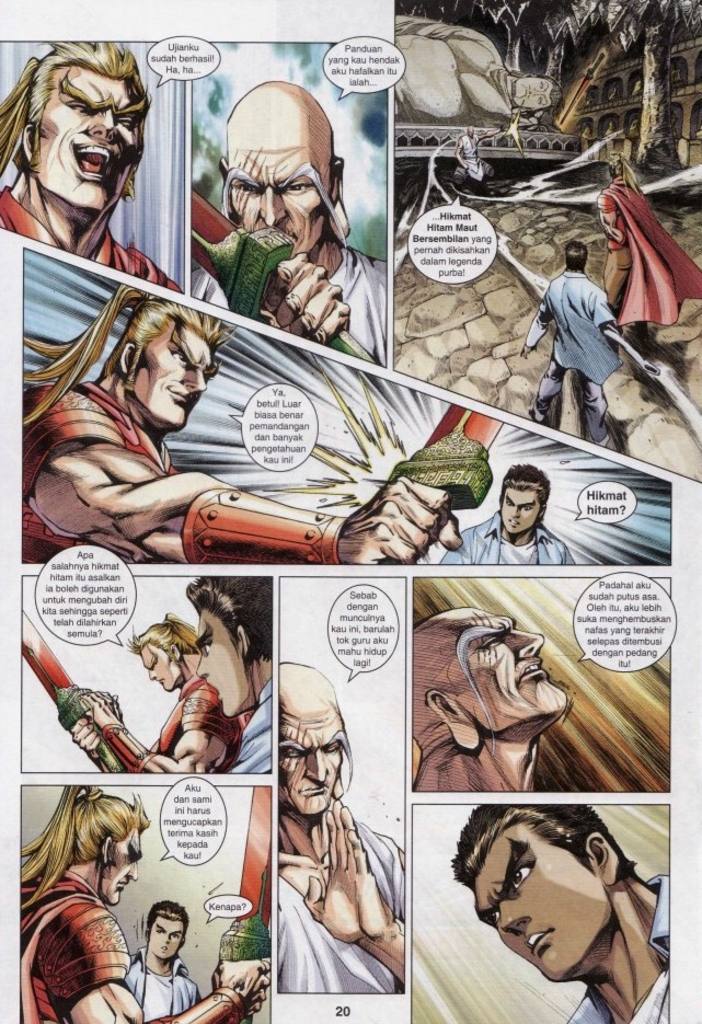 Ujianku
sudah berhasil!
Ha, ha...
Panduan
yang kau hendak
aku hafalkan itu
ialah...
...Hikmat
Hitam Maut
Bersembilan yang
pernah dikisahkan
dalam legenda
purba!
Ya,
betul! Luar
biasa benar
pemandangan
dan banyak
pengetahuan
kau ini!
Hikmat
hitam?
Apa
salahnya hikmat
hitam itu asalkan
ia boleh digunakan
untuk mengubah diri
kita sehingga seperti
telah dilahirkan
semula?
Sebab
dengan
munculnya
kau ini, barulah
tok guru aku
mahu hidup
lagi!
Padahal aku
sudah putus asa.
Oleh itu, aku lebih
suka menghembuskan
nafas yang terakhir
selepas ditembusi
dengan pedang
itu!
Aku
dan sami
ini harus
mengucapkan
terima kasih
kepada
kau!
Kenapa?
20